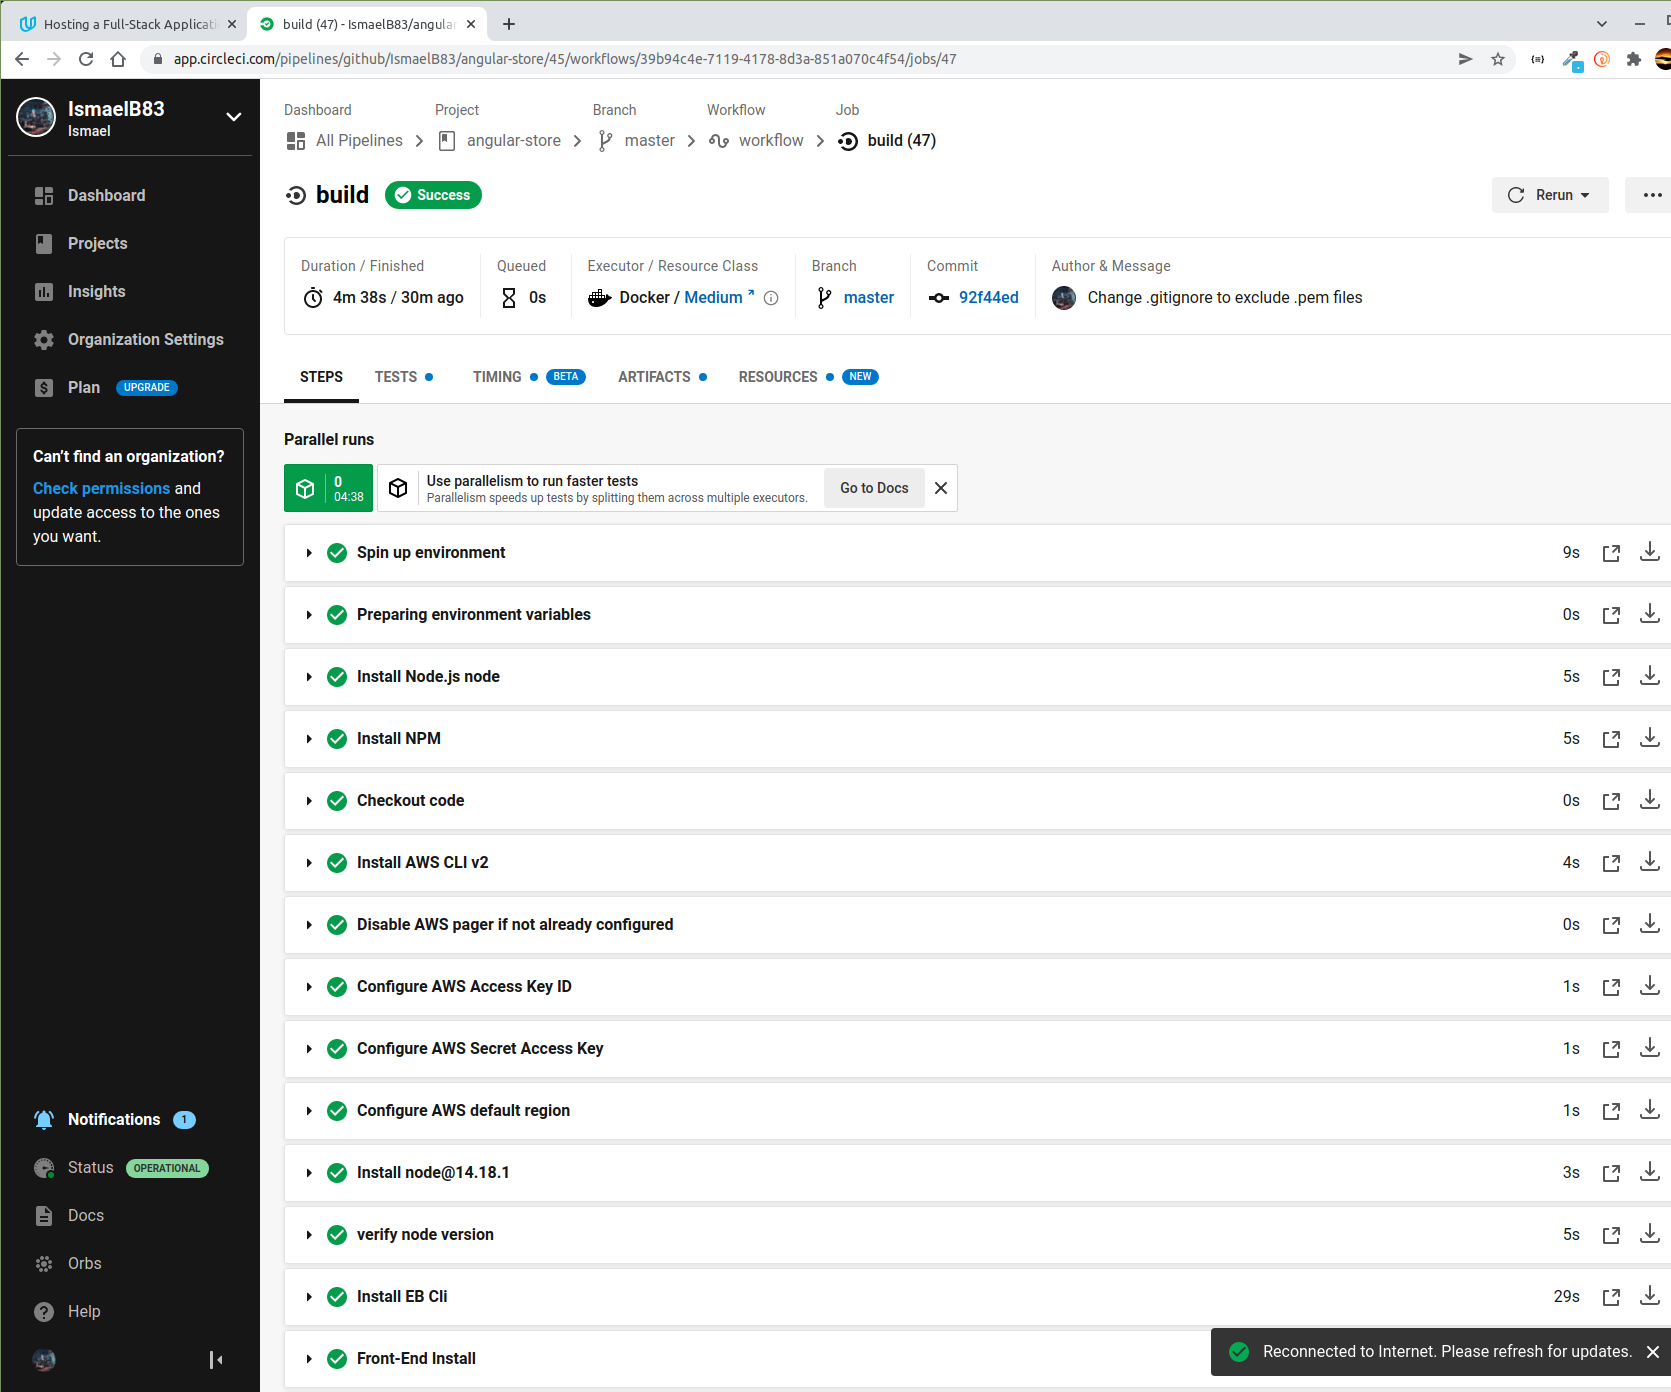 Hosting a Full-Stack Applicati
build (47) - IsmaelB83/angular
app.circleci.com/pipelines/github/IsmaelB83/angular-store/45/workflows/39b94c4e-7119-4178-8d3a-851a070c4f54/jobs/47
IsmaelB83
Ismael
Dashboard
Projects
Insights
Organization Settings
Plan UPGRADE
Can't find an organization?
Check permissions and
update access to the ones
you want.
Notifications 1
Status OPERATIONAL
Docs
Orbs
Help
Dashboard Project Branch Workflow Job
All Pipelines angular-store master workflow build (47)
build Success
Rerun
Duration / Finished Queued Executor / Resource Class Branch Commit Author & Message
4m 38s / 30m ago 0s Docker / Medium master 92f44ed Change .gitignore to exclude .pem files
STEPS TESTS TIMING BETA ARTIFACTS RESOURCES NEW
Parallel runs
0
04:38
Use parallelism to run faster tests
Parallelism speeds up tests by splitting them across multiple executors.
Go to Docs
Spin up environment 9s
Preparing environment variables 0s
Install Node.js node 5s
Install NPM 5s
Checkout code 0s
Install AWS CLI v2 4s
Disable AWS pager if not already configured 0s
Configure AWS Access Key ID 1s
Configure AWS Secret Access Key 1s
Configure AWS default region 1s
Install node@14.18.1 3s
verify node version 5s
Install EB Cli 29s
Front-End Install
Reconnected to Internet. Please refresh for updates.